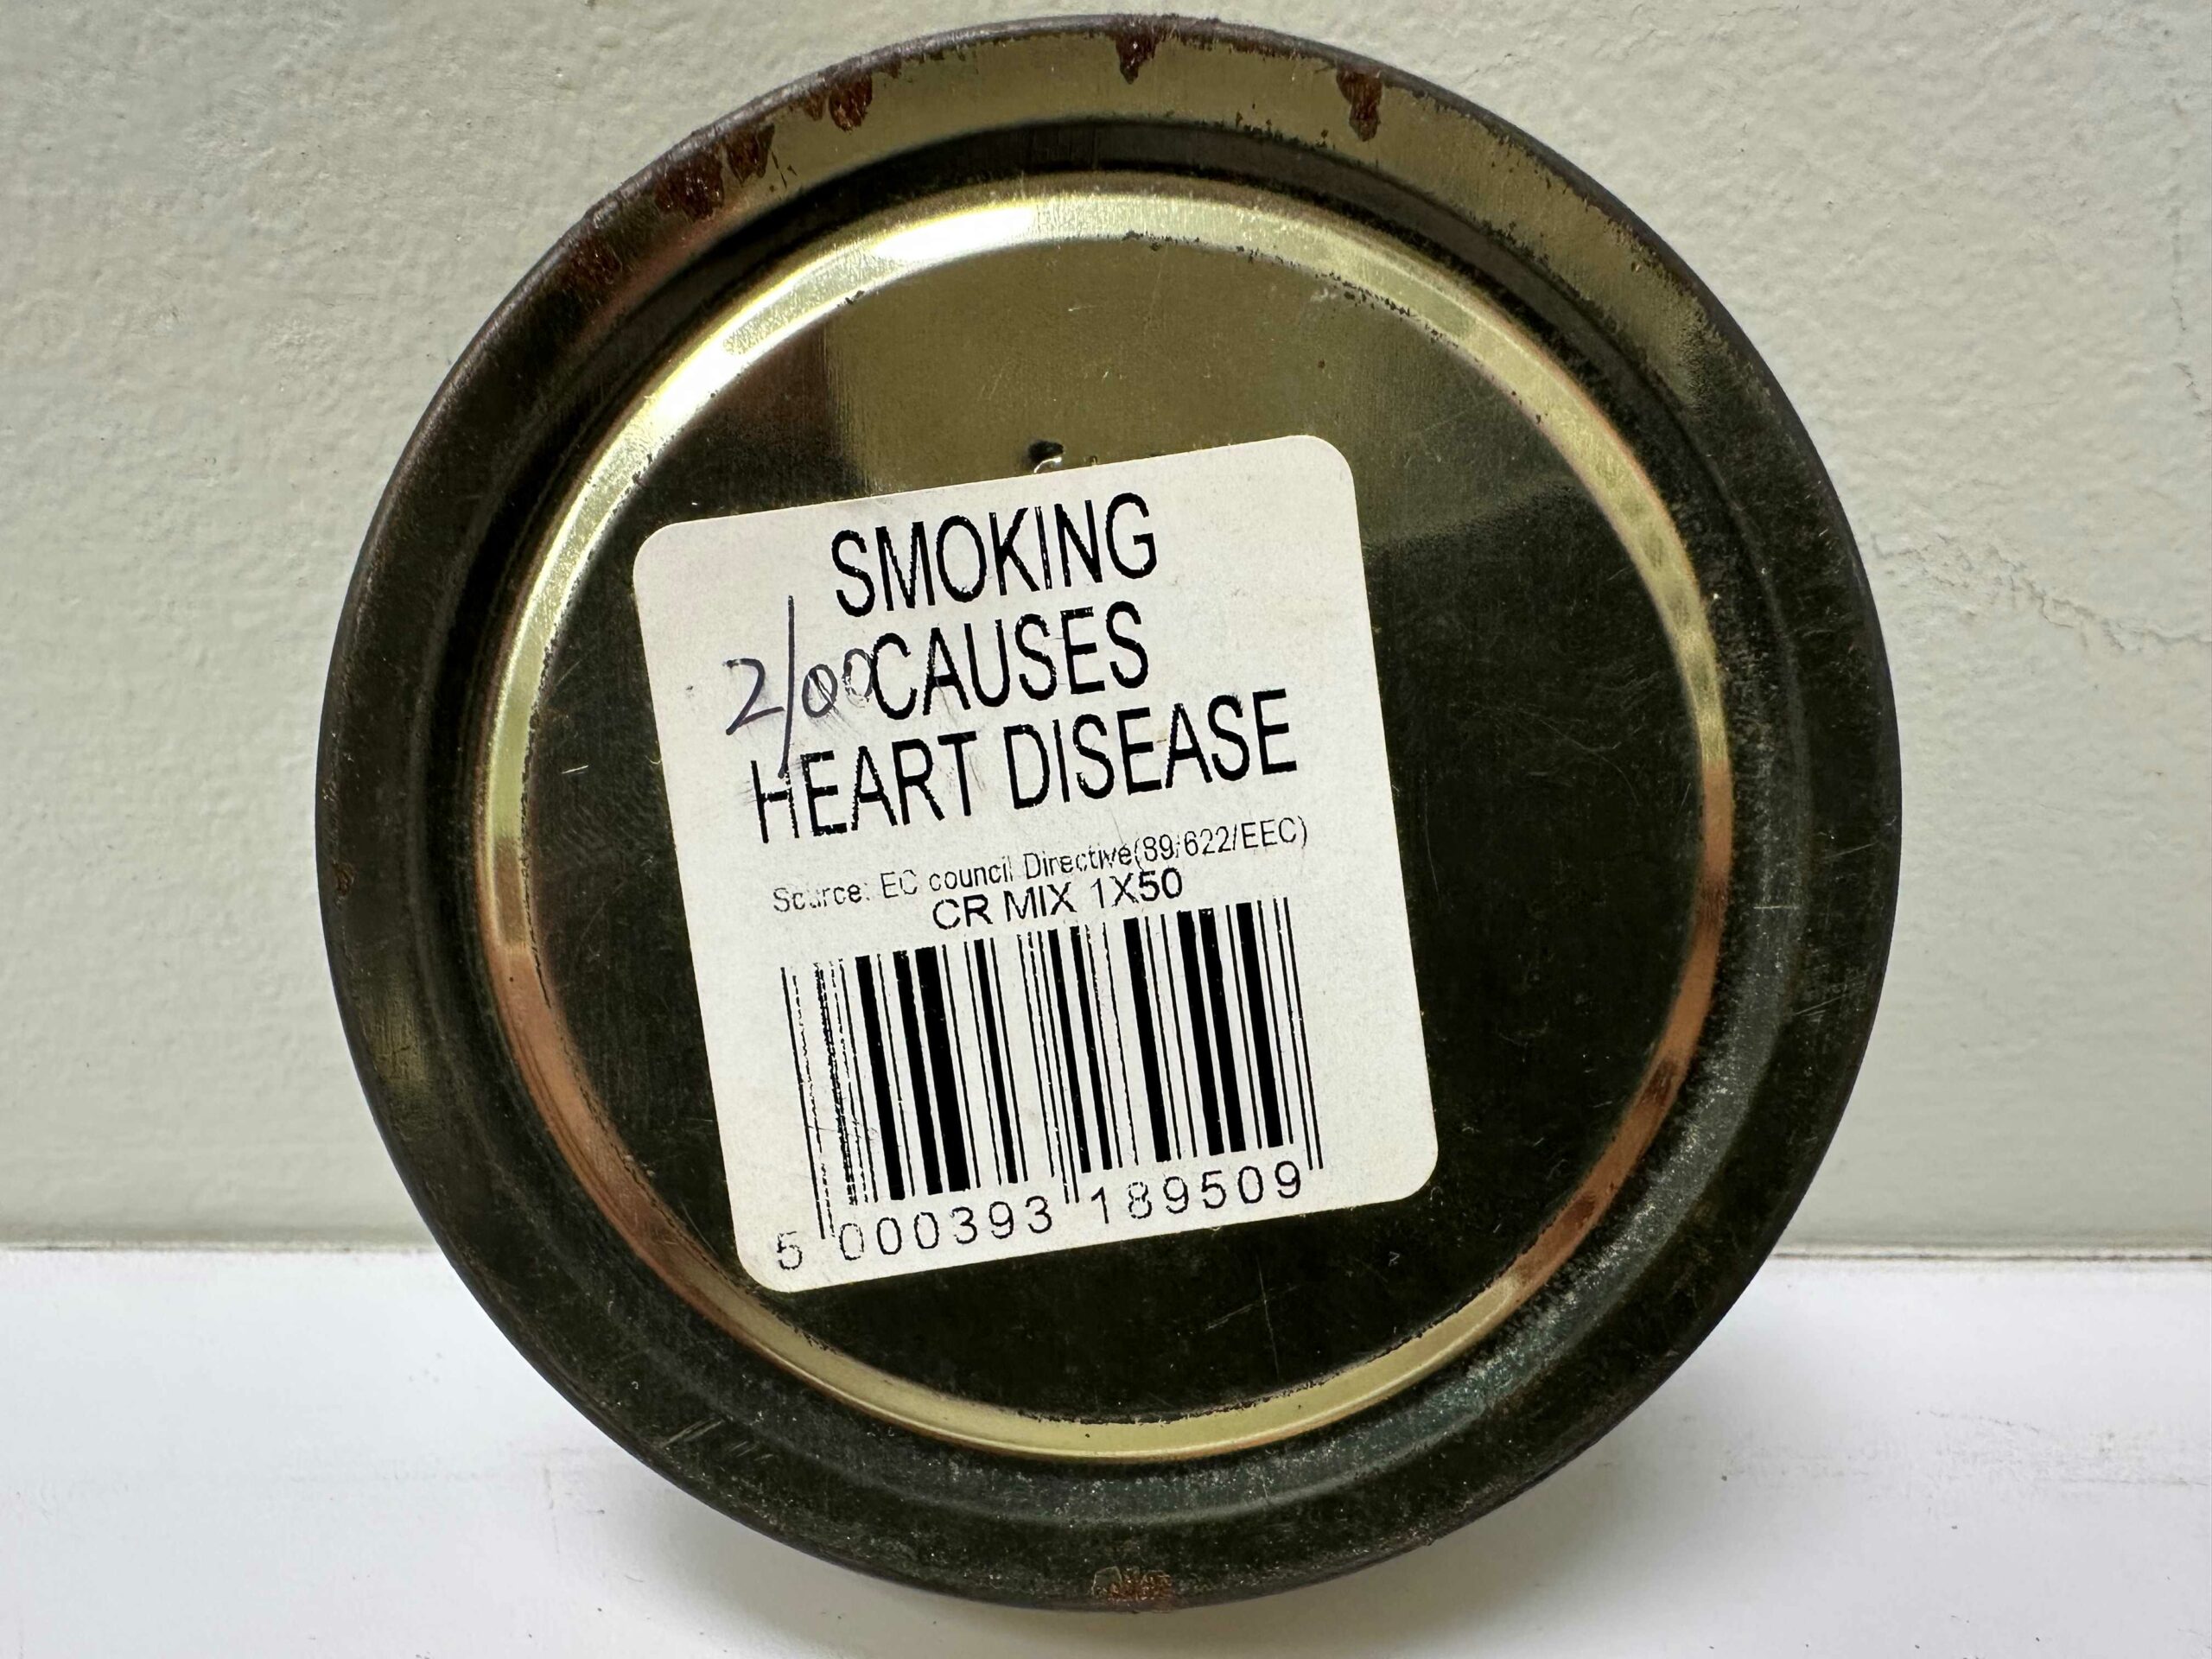 SMOKING
2/00 CAUSES
HEART DISEASE
Source: EC council Directive(89/622/EEC)
CR MIX 1X50
5 000393 189509